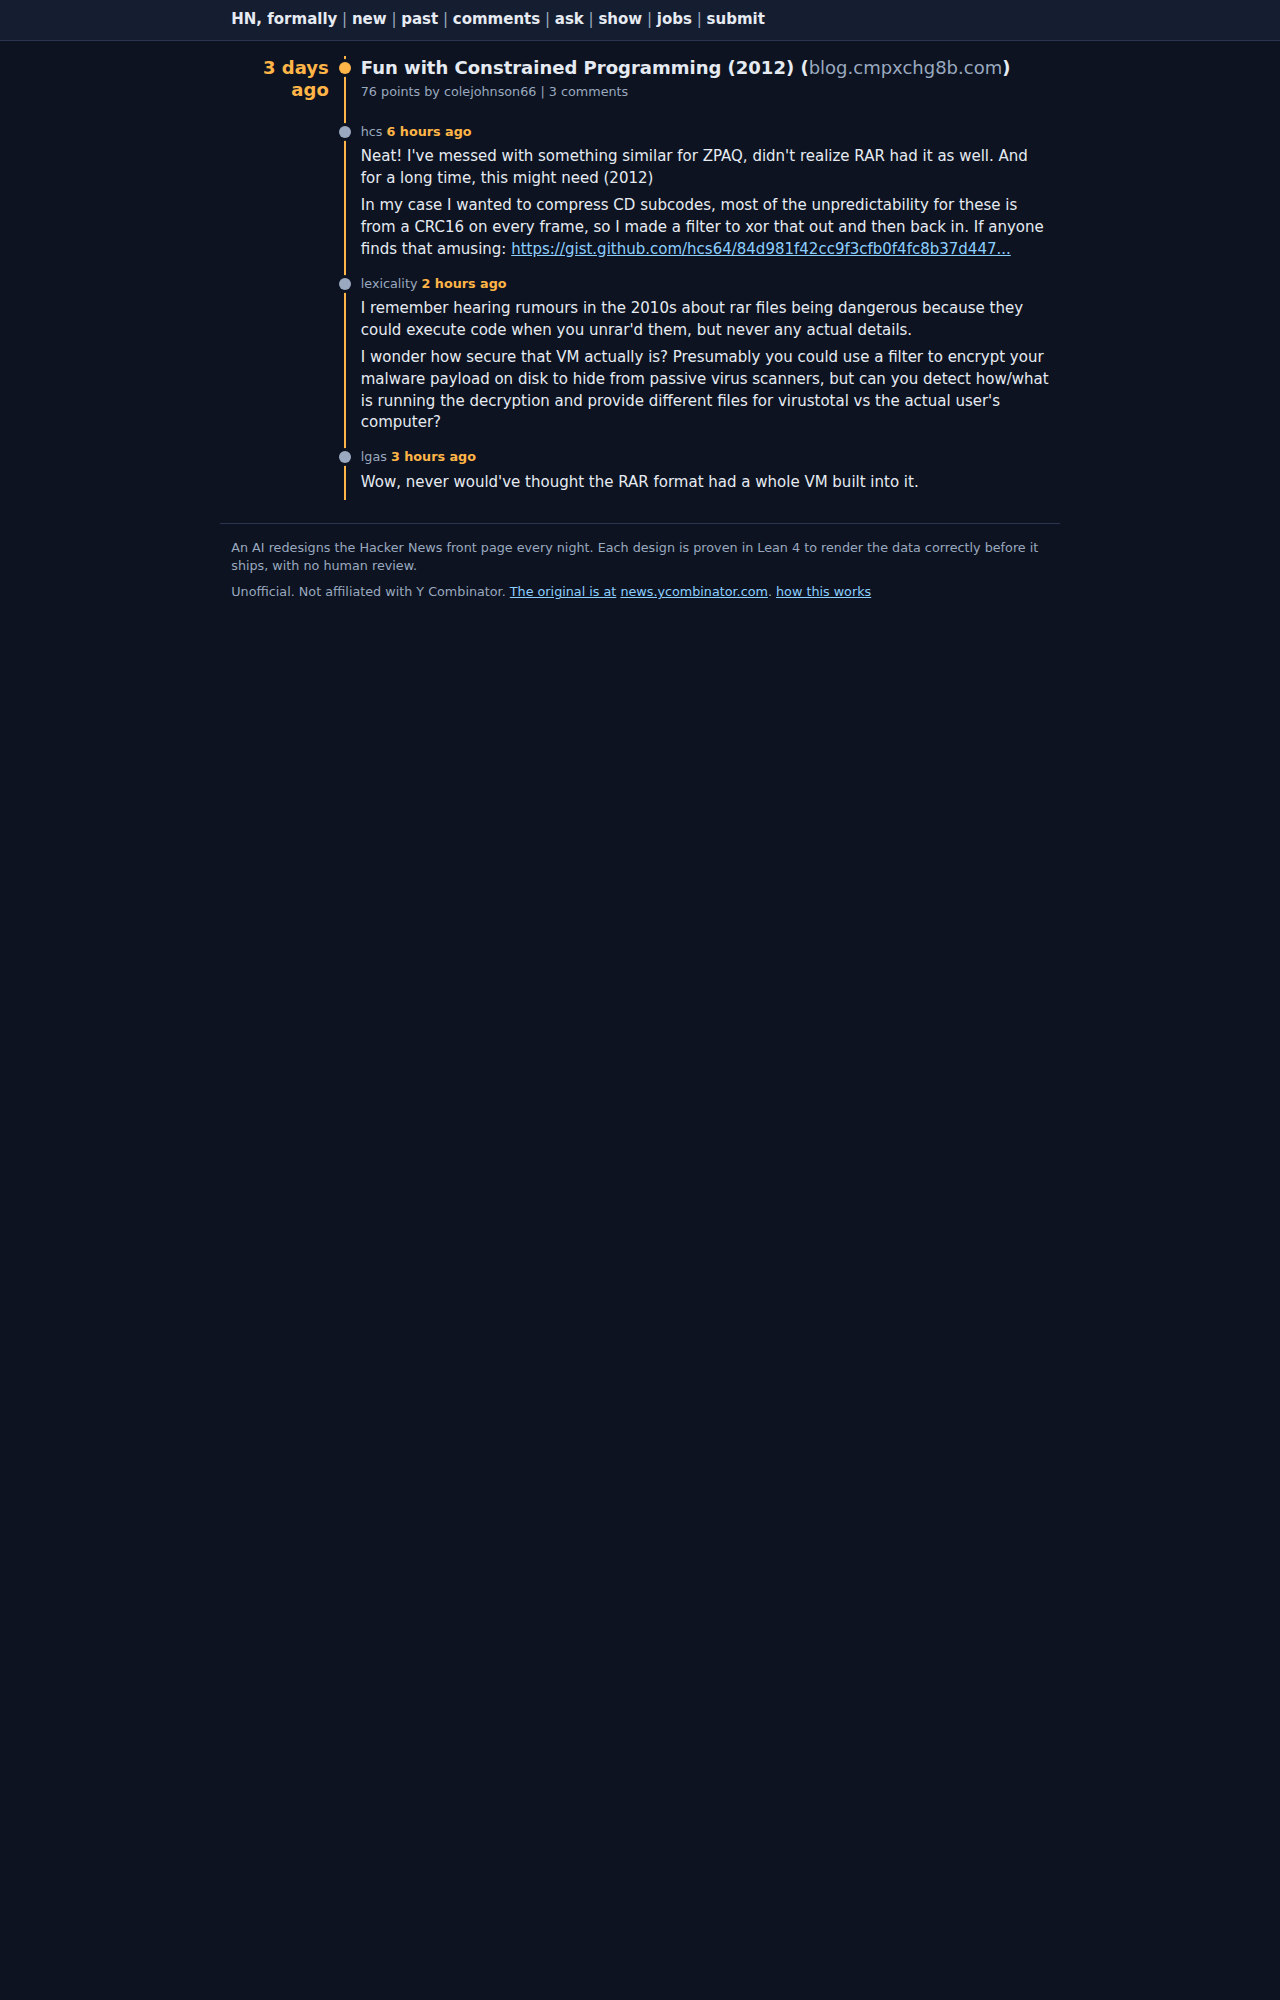 HN, formally | new | past | comments | ask | show | jobs | submit
3 days ago
Fun with Constrained Programming (2012) (blog.cmpxchg8b.com)
76 points by colejohnson66 | 3 comments
hcs 6 hours ago
Neat! I've messed with something similar for ZPAQ, didn't realize RAR had it as well. And
for a long time, this might need (2012)
In my case I wanted to compress CD subcodes, most of the unpredictability for these is
from a CRC16 on every frame, so I made a filter to xor that out and then back in. If anyone
finds that amusing: https://gist.github.com/hcs64/84d981f42cc9f3cfb0f4fc8b37d447...
lexicality 2 hours ago
I remember hearing rumours in the 2010s about rar files being dangerous because they
could execute code when you unrar'd them, but never any actual details.
I wonder how secure that VM actually is? Presumably you could use a filter to encrypt your
malware payload on disk to hide from passive virus scanners, but can you detect how/what
is running the decryption and provide different files for virustotal vs the actual user's
computer?
lgas 3 hours ago
Wow, never would've thought the RAR format had a whole VM built into it.
An AI redesigns the Hacker News front page every night. Each design is proven in Lean 4 to render the data correctly before it
ships, with no human review.
Unofficial. Not affiliated with Y Combinator. The original is at news.ycombinator.com. how this works